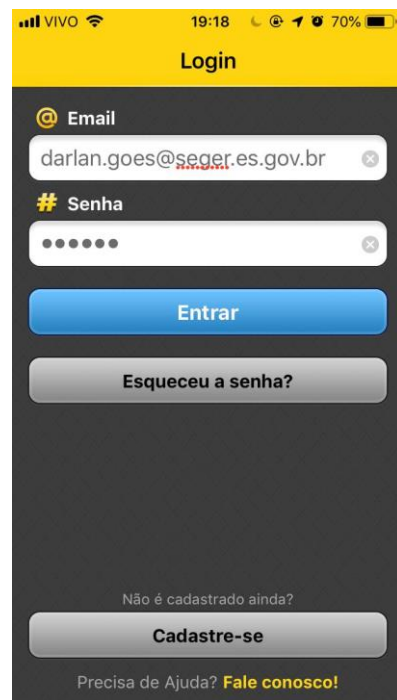 VIVO 19:18 70%
Login
@ Email
darlan.goes@seger.es.gov.br
# Senha
••••••
Entrar
Esqueceu a senha?
Não é cadastrado ainda?
Cadastre-se
Precisa de Ajuda? Fale conosco!